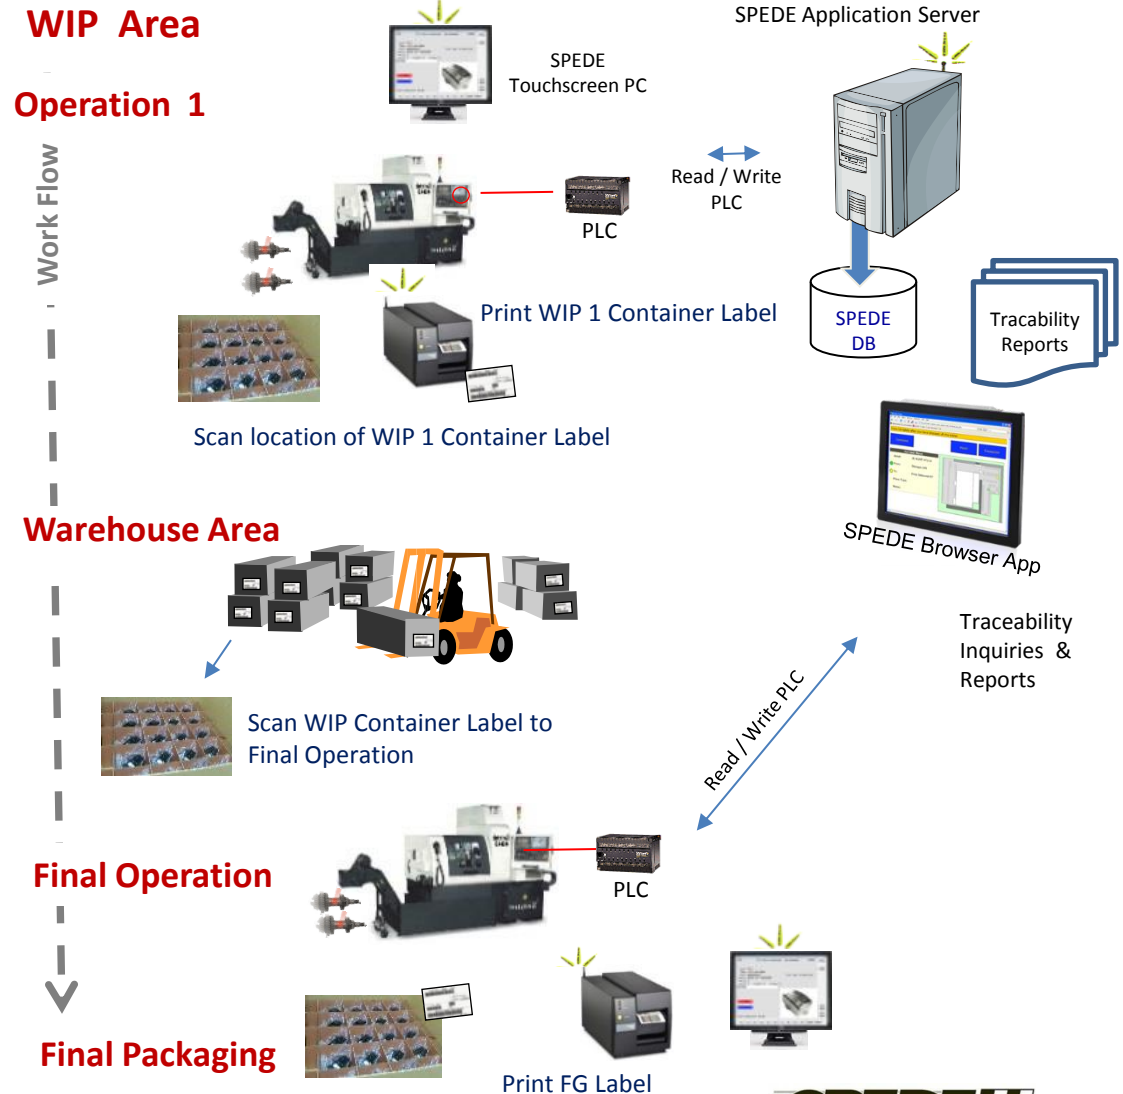 WIP  Area
SPEDE Application Server
SPEDE
Touchscreen PC
Operation  1
Work Flow
Read / Write
PLC
PLC
Print WIP 1 Container Label
SPEDE
DB
Tracability
Reports
Scan location of WIP 1 Container Label
SPEDE Browser App
Warehouse Area
Traceability
Inquiries  &
Reports
Read / Write PLC
Scan WIP Container Label to
Final Operation
Final Operation
PLC
Final Packaging
Print FG Label